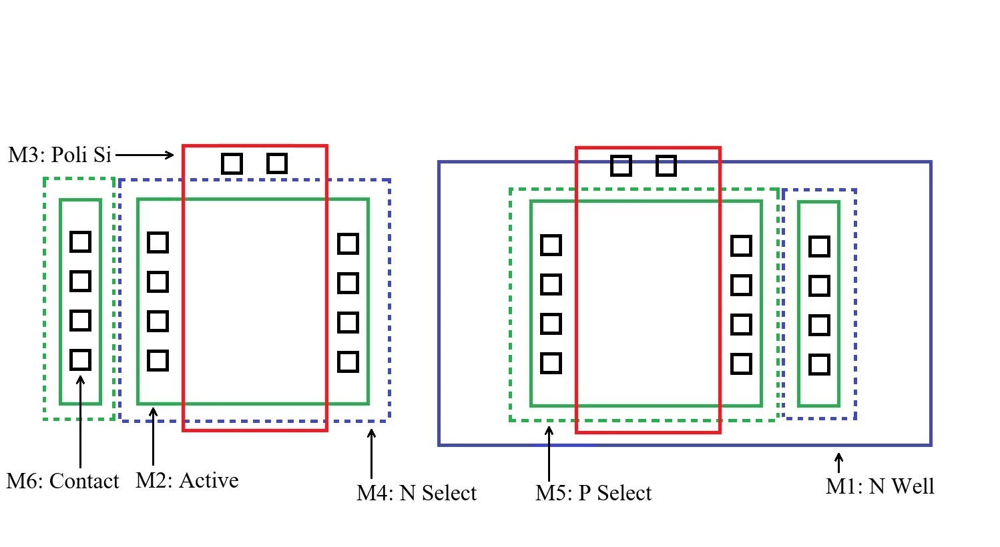 M3: Poli Si
M6: Contact
M2: Active
M4: N Select
M5: P Select
M1: N Well